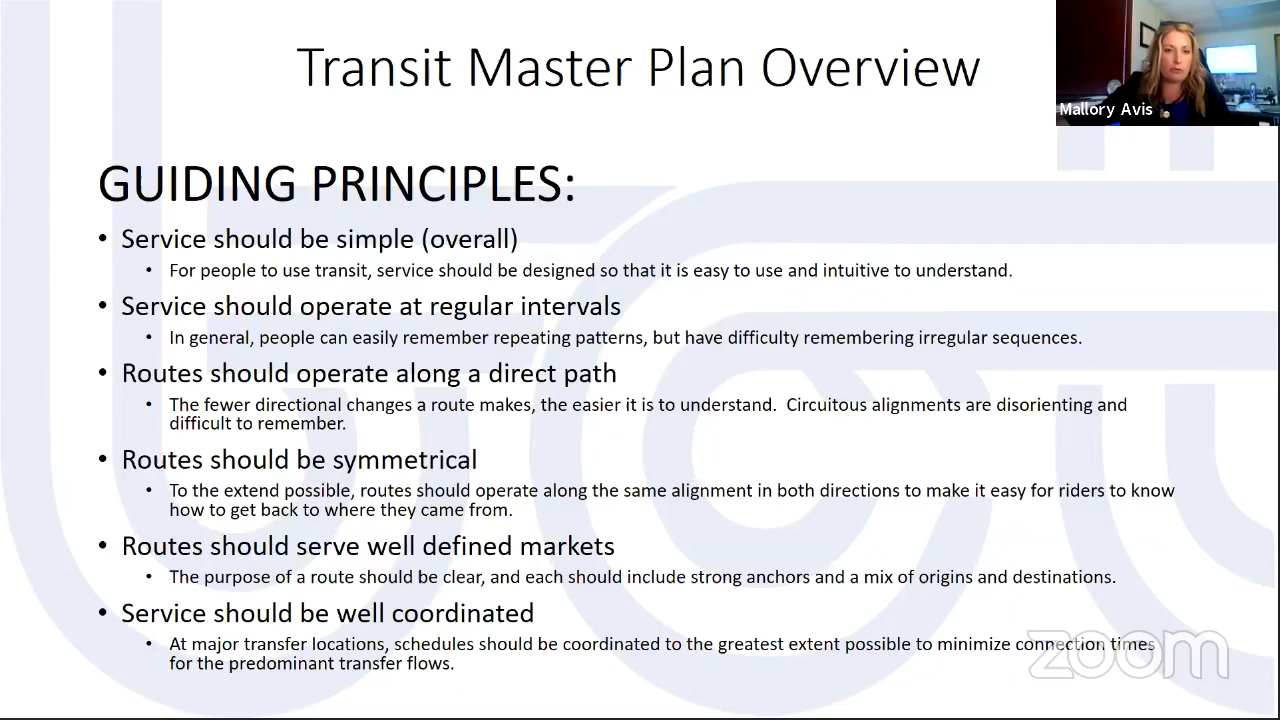 Transit Master Plan Overview
Mallory Avis
GUIDING PRINCIPLES:
• Service should be simple (overall)
• For people to use transit, service should be designed so that it is easy to use and intuitive to understand.
• Service should operate at regular intervals
• In general, people can easily remember repeating patterns, but have difficulty remembering irregular sequences.
• Routes should operate along a direct path
• The fewer directional changes a route makes, the easier it is to understand.  Circuitous alignments are disorienting and
difficult to remember.
• Routes should be symmetrical
• To the extend possible, routes should operate along the same alignment in both directions to make it easy for riders to know
how to get back to where they came from.
• Routes should serve well defined markets
• The purpose of a route should be clear, and each should include strong anchors and a mix of origins and destinations.
• Service should be well coordinated
• At major transfer locations, schedules should be coordinated to the greatest extent possible to minimize connection times
for the predominant transfer flows.
zoom